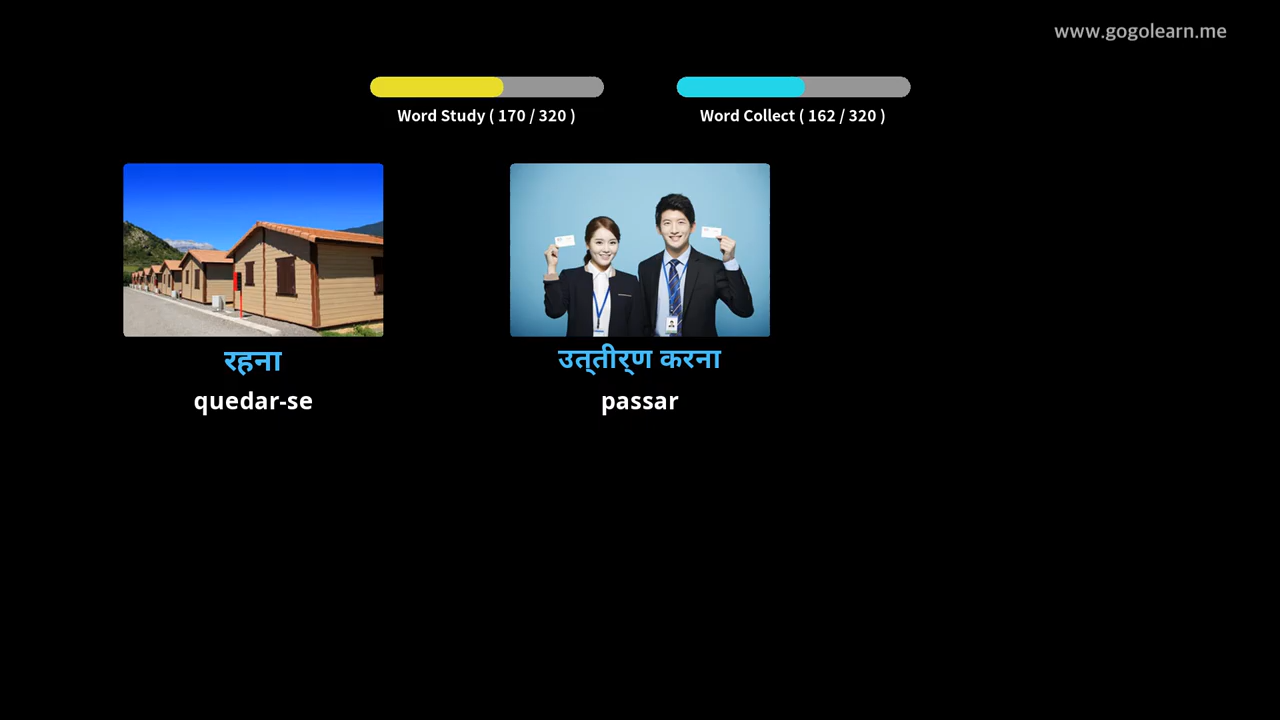 www.gogolearn.me
Word Study ( 170 / 320 )
Word Collect ( 162 / 320 )
रहना
उत्तीर्ण करना
quedar-se
passar